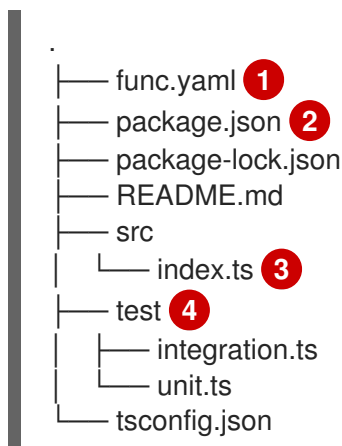 .
├── func.yaml 1
├── package.json 2
├── package-lock.json
├── README.md
├── src
│   └── index.ts 3
├── test 4
│   ├── integration.ts
│   └── unit.ts
└── tsconfig.json